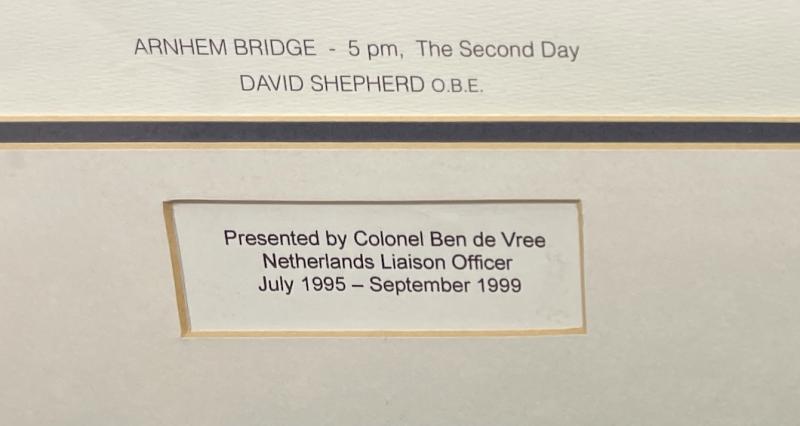 ARNHEM BRIDGE - 5 pm, The Second Day
DAVID SHEPHERD O.B.E.
Presented by Colonel Ben de Vree
Netherlands Liaison Officer
July 1995 – September 1999